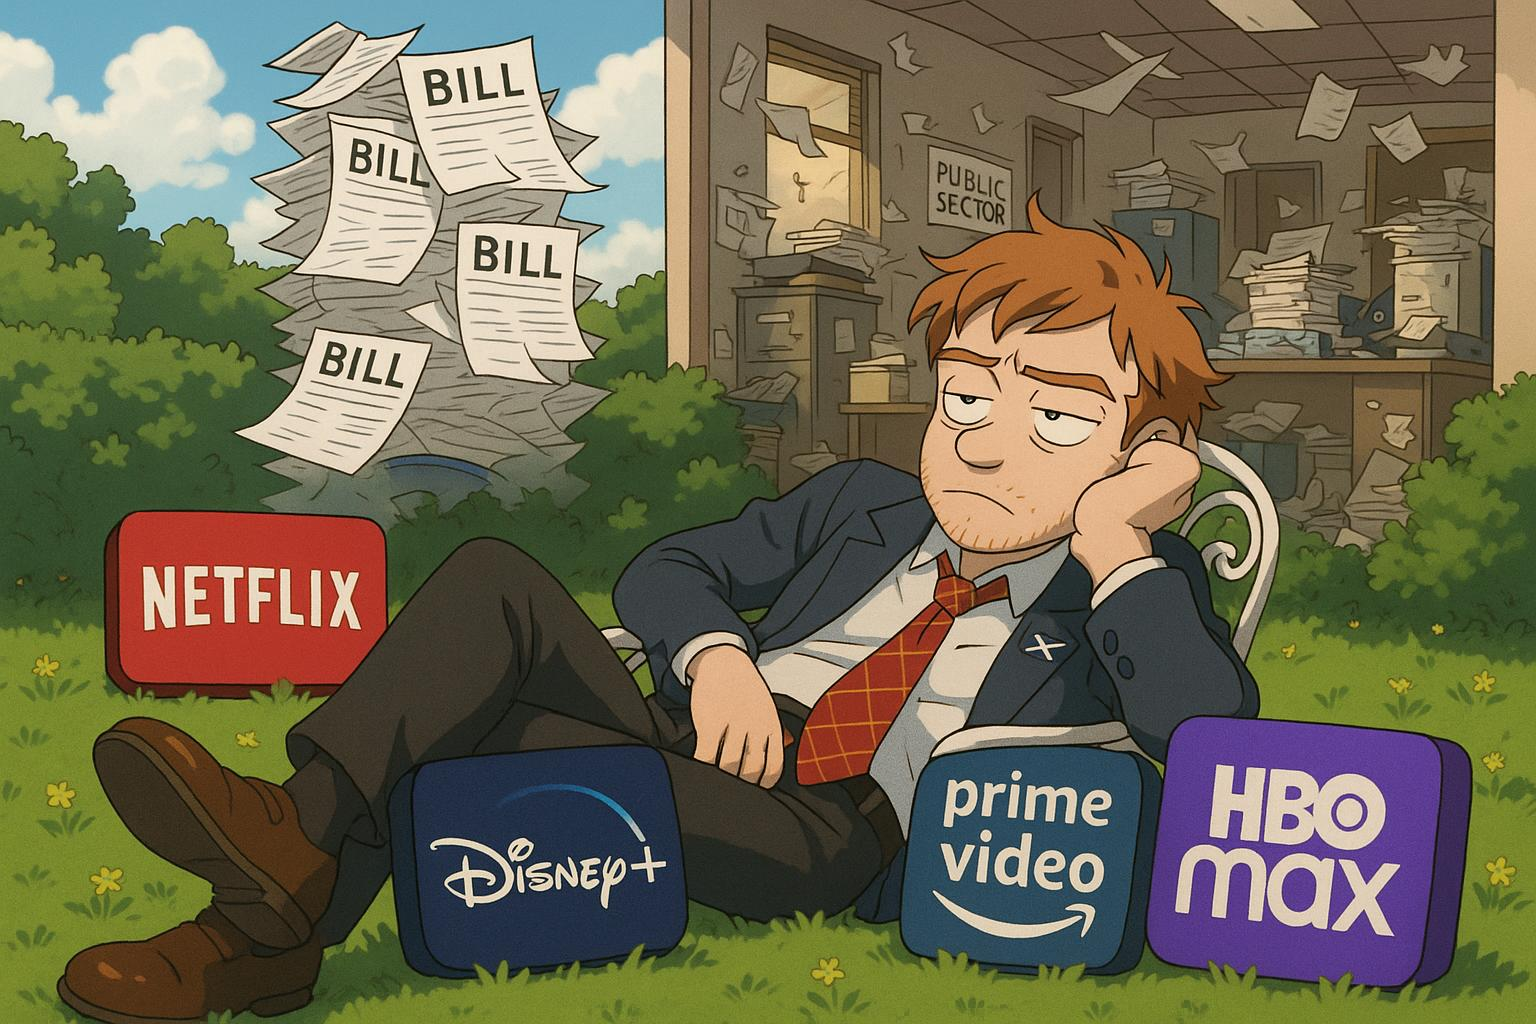 BILL
BILL
BILL
BILL
PUBLIC
SECTOR
NETFLIX
Disney+
prime
video
HBO
max